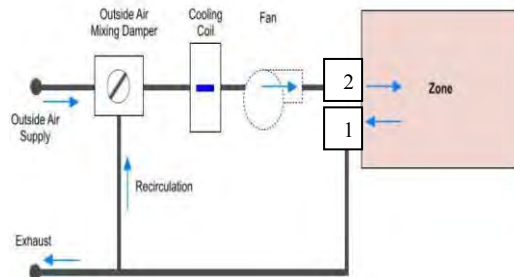 Outside Air
Mixing Damper
Cooling
Coil
Fan
2
Zone
1
Outside Air
Supply
Recirculation
Exhaust